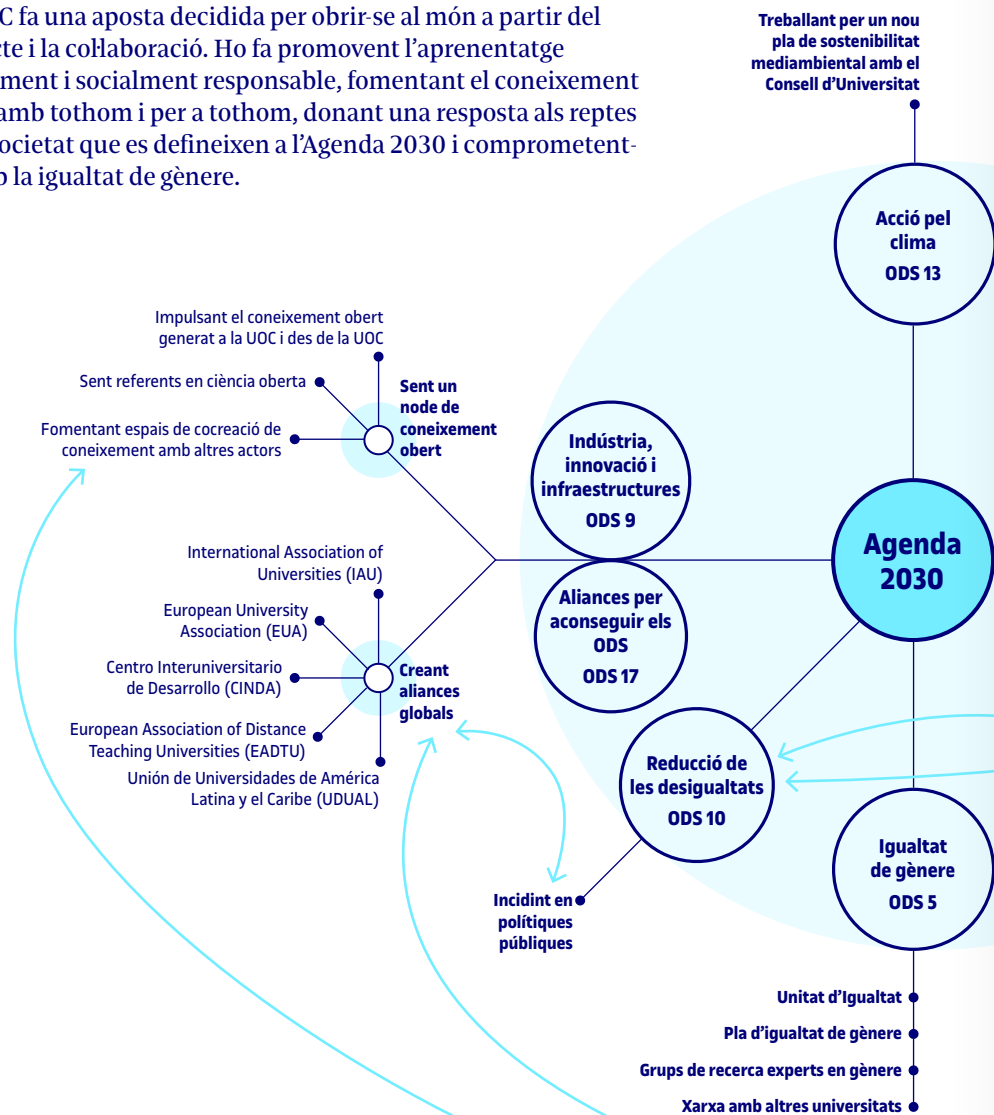 C fa una aposta decidida per obrir-se al món a partir del
cte i la col·laboració. Ho fa promovent l'aprenentatge
ment i socialment responsable, fomentant el coneixement
amb tothom i per a tothom, donant una resposta als reptes
ocietat que es defineixen a l'Agenda 2030 i comprometent-
b la igualtat de gènere.
Treballant per un nou
pla de sostenibilitat
mediambiental amb el
Consell d'Universitat
Acció pel
clima
ODS 13
Impulsant el coneixement obert
generat a la UOC i des de la UOC
Sent referents en ciència oberta
Fomentant espais de cocreació de
coneixement amb altres actors
Sent un
node de
coneixement
obert
Indústria,
innovació i
infraestructures
ODS 9
Agenda
2030
International Association of
Universities (IAU)
European University
Association (EUA)
Centro Interuniversitario
de Desarrollo (CINDA)
European Association of Distance
Teaching Universities (EADTU)
Unión de Universidades de América
Latina y el Caribe (UDUAL)
Creant
aliances
globals
Aliances per
aconseguir els
ODS
ODS 17
Reducció de
les desigualtats
ODS 10
Incidint en
polítiques
públiques
Igualtat
de gènere
ODS 5
Unitat d'Igualtat
Pla d'igualtat de gènere
Grups de recerca experts en gènere
Xarxa amb altres universitats